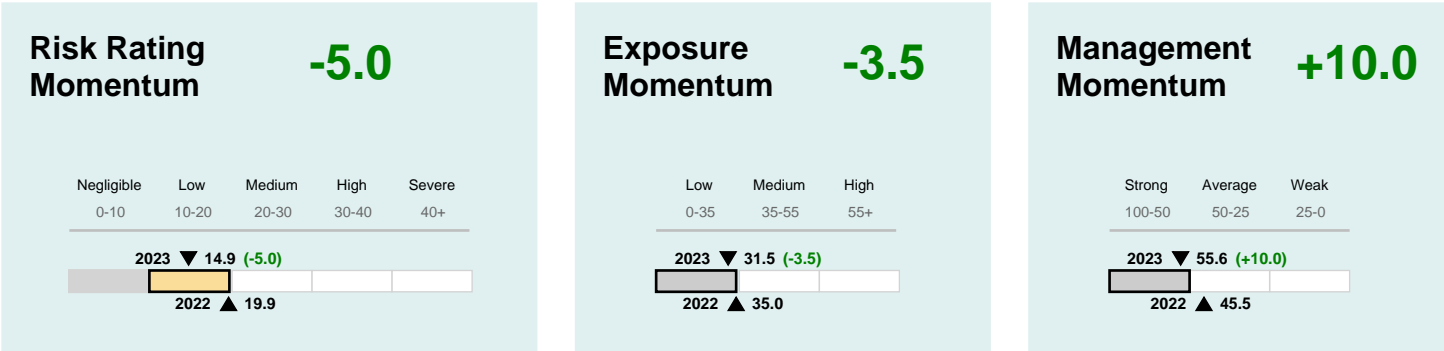 Risk Rating
Momentum
-5.0
Negligible Low Medium High Severe
0-10 10-20 20-30 30-40 40+
2023 ▼ 14.9 (-5.0)
2022 ▲ 19.9
Exposure
Momentum
-3.5
Low Medium High
0-35 35-55 55+
2023 ▼ 31.5 (-3.5)
2022 ▲ 35.0
Management
Momentum
+10.0
Strong Average Weak
100-50 50-25 25-0
2023 ▼ 55.6 (+10.0)
2022 ▲ 45.5